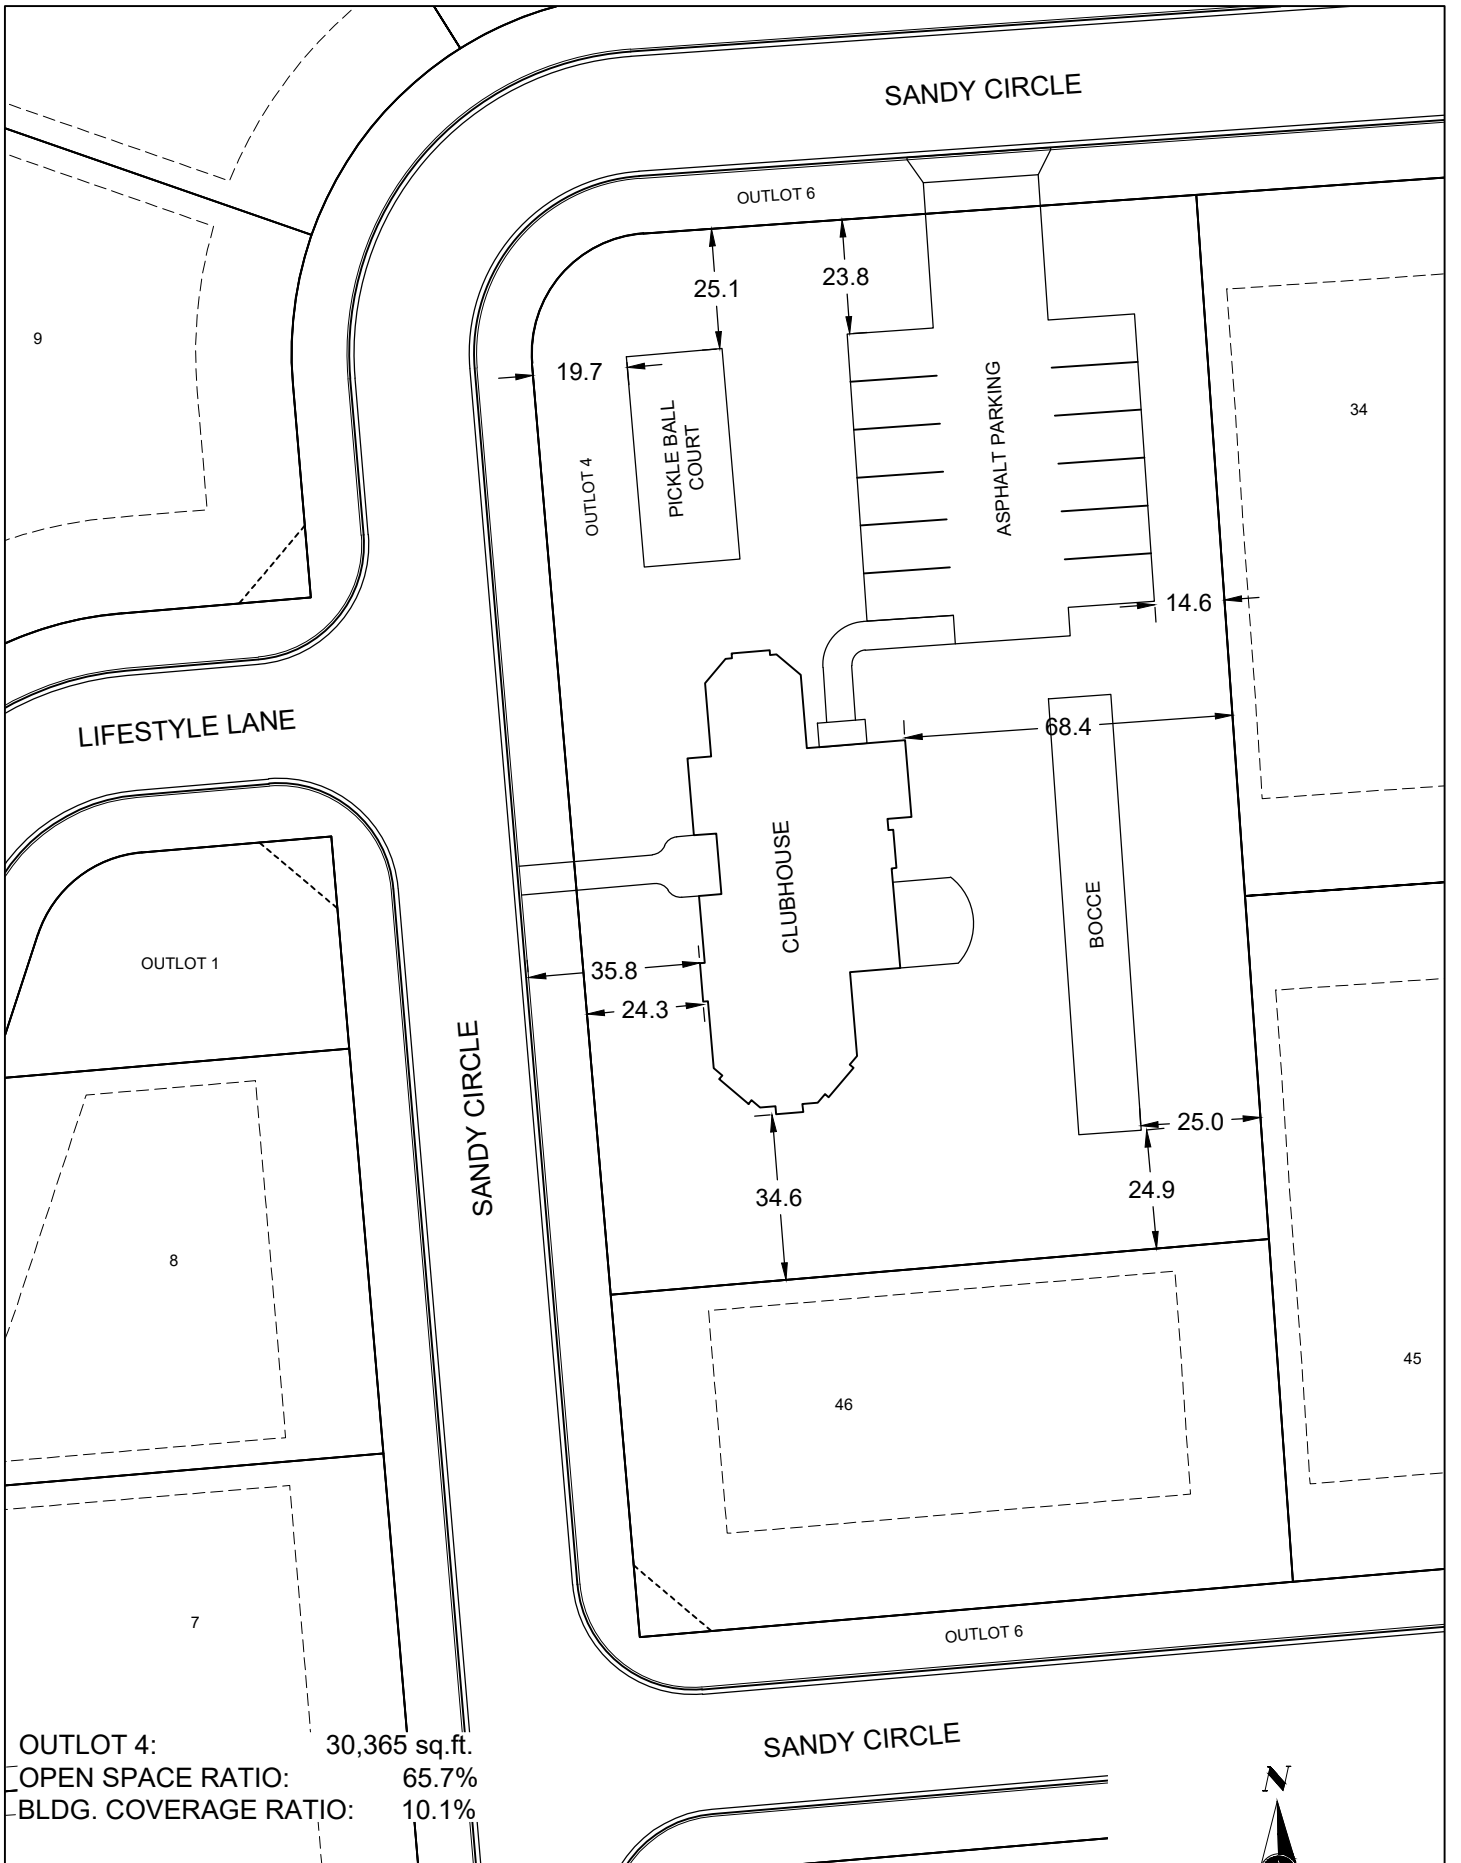 SANDY CIRCLE
OUTLOT 6
25.1
23.8
9
19.7
PICKLE BALL
COURT
OUTLOT 4
ASPHALT PARKING
34
14.6
LIFESTYLE LANE
68.4
CLUBHOUSE
BOCCE
OUTLOT 1
35.8
24.3
SANDY CIRCLE
25.0
34.6
24.9
8
46
45
7
OUTLOT 6
SANDY CIRCLE
OUTLOT 4: 30,365 sq.ft.
OPEN SPACE RATIO: 65.7%
BLDG. COVERAGE RATIO: 10.1%
N